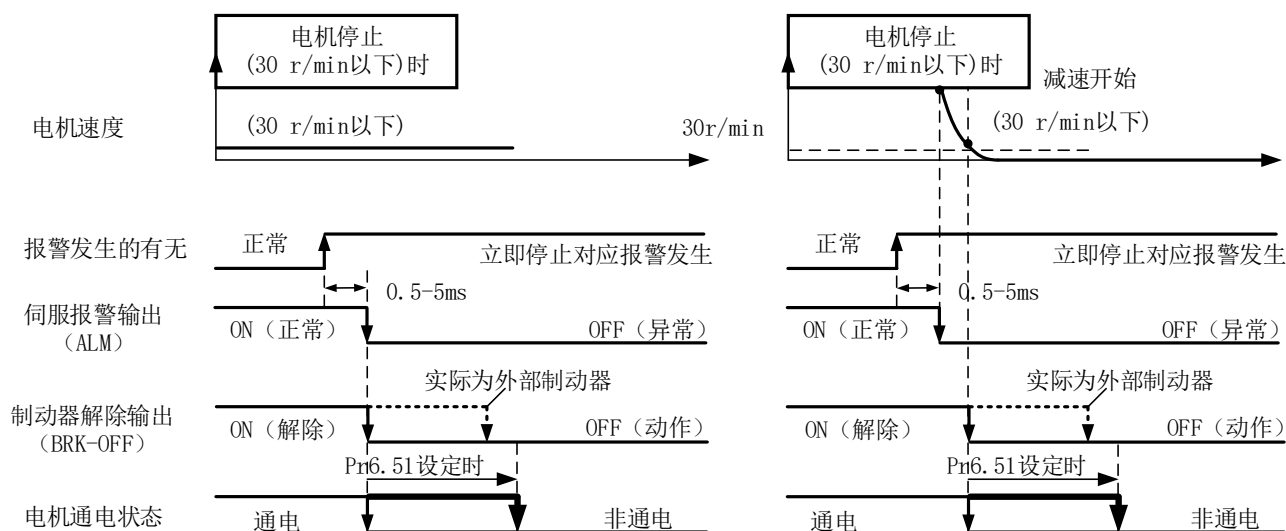 电机停止
(30 r/min以下)时
电机停止
(30 r/min以下)时
减速开始
电机速度
(30 r/min以下)
30r/min
(30 r/min以下)
报警发生的有无
正常
立即停止对应报警发生
正常
立即停止对应报警发生
0.5-5ms
0.5-5ms
伺服报警输出
(ALM)
ON（正常）
OFF（异常）
ON（正常）
OFF（异常）
实际为外部制动器
实际为外部制动器
制动器解除输出
(BRK-OFF)
ON（解除）
OFF（动作）
ON（解除）
OFF（动作）
Pr6.51设定时
Pr6.51设定时
电机通电状态
通电
非通电
通电
非通电